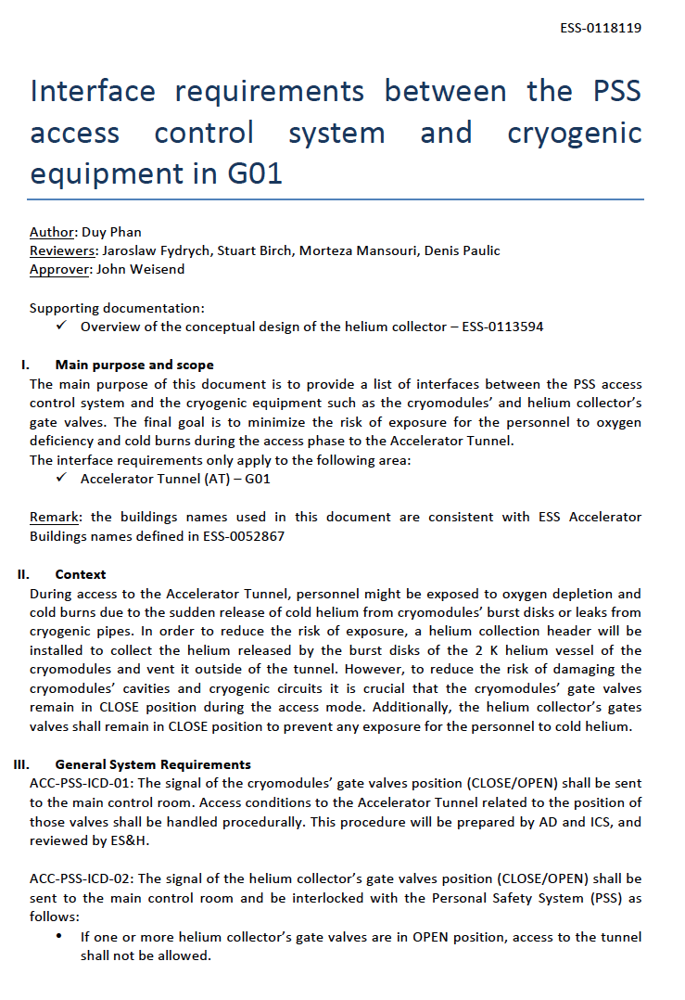 ESS-0118119
Interface requirements between the PSS
access control system and cryogenic
equipment in G01
Author: Duy Phan
Reviewers: Jaroslaw Fydrych, Stuart Birch, Morteza Mansouri, Denis Paulic
Approver: John Weisend
Supporting documentation:
✓ Overview of the conceptual design of the helium collector – ESS-0113594
I. Main purpose and scope
The main purpose of this document is to provide a list of interfaces between the PSS access
control system and the cryogenic equipment such as the cryomodules’ and helium collector’s
gate valves. The final goal is to minimize the risk of exposure for the personnel to oxygen
deficiency and cold burns during the access phase to the Accelerator Tunnel.
The interface requirements only apply to the following area:
✓ Accelerator Tunnel (AT) – G01
Remark: the buildings names used in this document are consistent with ESS Accelerator
Buildings names defined in ESS-0052867
II. Context
During access to the Accelerator Tunnel, personnel might be exposed to oxygen depletion and
cold burns due to the sudden release of cold helium from cryomodules’ burst disks or leaks from
cryogenic pipes. In order to reduce the risk of exposure, a helium collection header will be
installed to collect the helium released by the burst disks of the 2 K helium vessel of the
cryomodules and vent it outside of the tunnel. However, to reduce the risk of damaging the
cryomodules’ cavities and cryogenic circuits it is crucial that the cryomodules’ gate valves
remain in CLOSE position during the access mode. Additionally, the helium collector’s gates
valves shall remain in CLOSE position to prevent any exposure for the personnel to cold helium.
III. General System Requirements
ACC-PSS-ICD-01: The signal of the cryomodules’ gate valves position (CLOSE/OPEN) shall be sent
to the main control room. Access conditions to the Accelerator Tunnel related to the position of
those valves shall be handled procedurally. This procedure will be prepared by AD and ICS, and
reviewed by ES&H.
ACC-PSS-ICD-02: The signal of the helium collector’s gate valves position (CLOSE/OPEN) shall be
sent to the main control room and be interlocked with the Personal Safety System (PSS) as
follows:
• If one or more helium collector’s gate valves are in OPEN position, access to the tunnel
shall not be allowed.